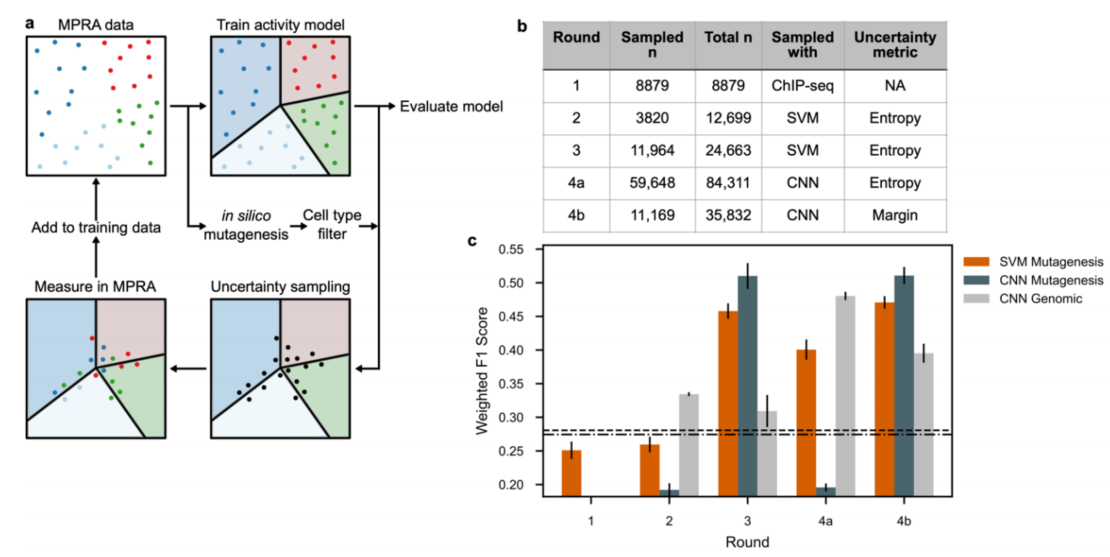 a
MPRA data
Train activity model
Evaluate model
in silico
mutagenesis
Cell type
filter
Add to training data
Measure in MPRA
Uncertainty sampling
b
Round Sampled n Total n Sampled with Uncertainty metric
1 8879 8879 ChIP-seq NA
2 3820 12,699 SVM Entropy
3 11,964 24,663 SVM Entropy
4a 59,648 84,311 CNN Entropy
4b 11,169 35,832 CNN Margin
c
Weighted F1 Score
0.55
0.50
0.45
0.40
0.35
0.30
0.25
0.20
1 2 3 4a 4b
Round
SVM Mutagenesis
CNN Mutagenesis
CNN Genomic